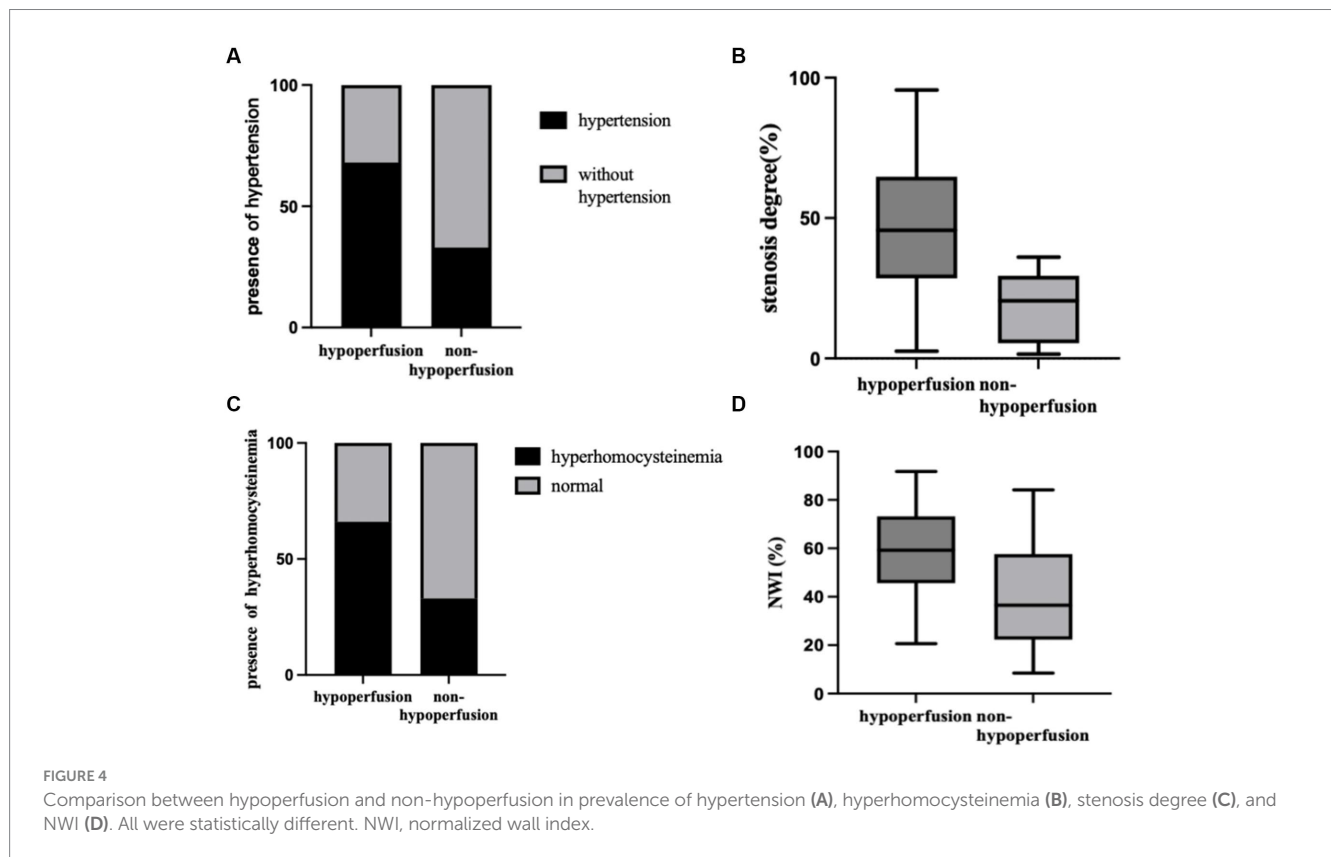 A
presence of hypertension
100
50
0
hypoperfusion
non-
hypoperfusion
hypertension
without
hypertension
B
stenosis degree(%)
100
50
0
hypoperfusion non-
hypoperfusion
C
presence of hyperhomocysteinemia
100
50
0
hypoperfusion
non-
hypoperfusion
hyperhomocysteinemia
normal
D
NWI (%)
100
80
60
40
20
0
hypoperfusion non-
hypoperfusion
FIGURE 4
Comparison between hypoperfusion and non-hypoperfusion in prevalence of hypertension (A), hyperhomocysteinemia (B), stenosis degree (C), and
NWI (D). All were statistically different. NWI, normalized wall index.